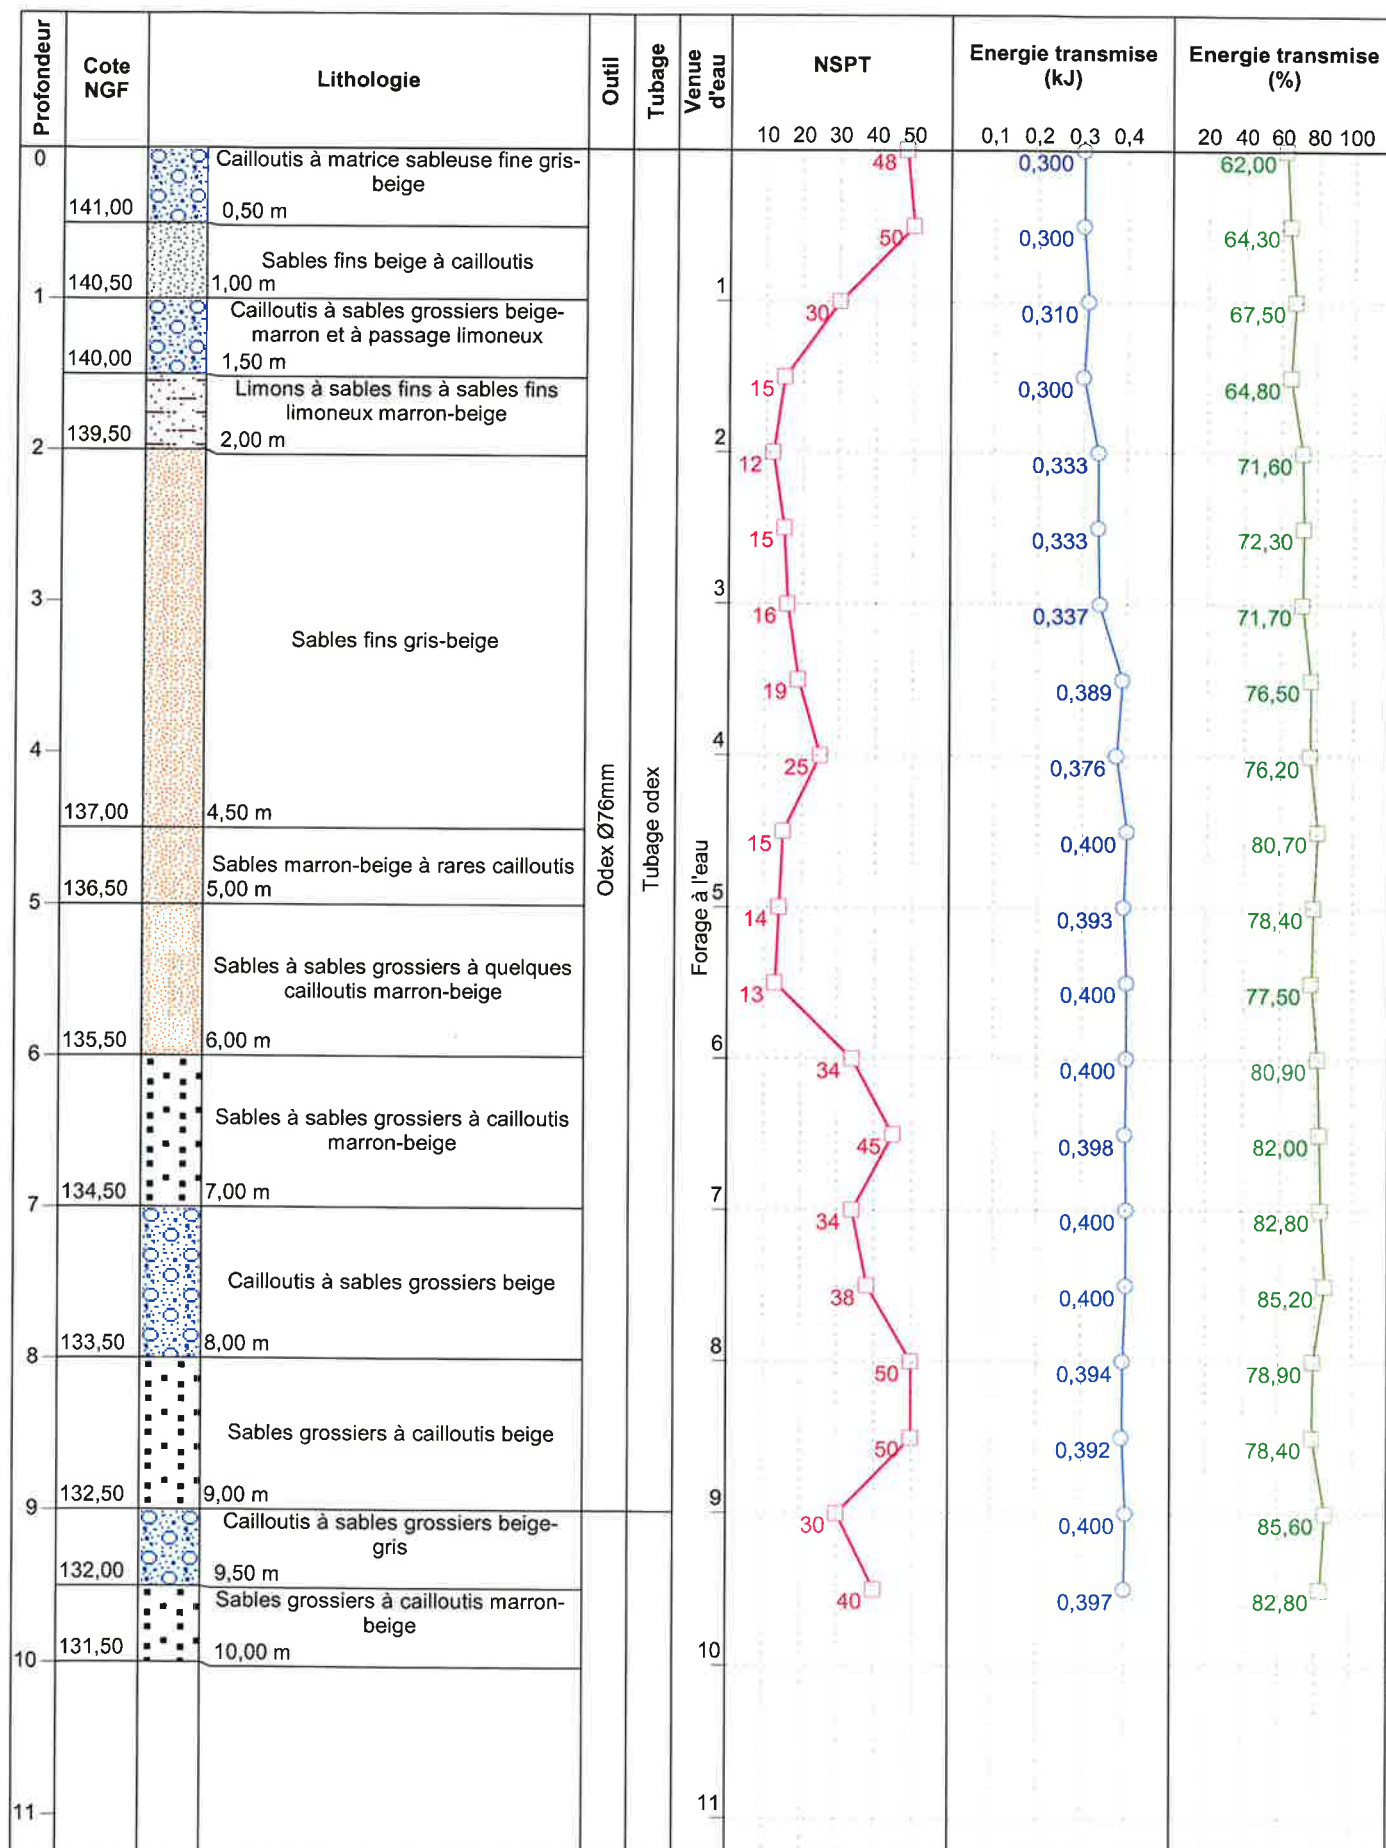 Profondeur
Cote
NGF
Lithologie
Outil
Tubage
Venue
d'eau
NSPT
10 20 30 40 50
Energie transmise
(kJ)
0,1 0,2 0,3 0,4
Energie transmise
(%)
20 40 60 80 100
0
Cailloutis à matrice sableuse fine gris-
beige
141,00
0,50 m
Sables fins beige à cailloutis
140,50
1,00 m
1
Cailloutis à sables grossiers beige-
marron et à passage limoneux
140,00
1,50 m
Limons à sables fins à sables fins
limoneux marron-beige
139,50
2,00 m
2
3
Sables fins gris-beige
4
137,00
4,50 m
Sables marron-beige à rares cailloutis
136,50
5,00 m
5
Sables à sables grossiers à quelques
cailloutis marron-beige
135,50
6,00 m
6
Sables à sables grossiers à cailloutis
marron-beige
134,50
7,00 m
7
Cailloutis à sables grossiers beige
133,50
8,00 m
8
Sables grossiers à cailloutis beige
132,50
9,00 m
9
Cailloutis à sables grossiers beige-
gris
132,00
9,50 m
Sables grossiers à cailloutis marron-
beige
131,50
10,00 m
10
11
Odex Ø76mm
Tubage odex
Forage à l'eau
1
2
3
4
5
6
7
8
9
10
11
48
50
30
15
12
15
16
19
25
15
14
13
34
45
34
38
50
50
30
40
0,300
0,300
0,310
0,300
0,333
0,333
0,337
0,389
0,376
0,400
0,393
0,400
0,400
0,398
0,400
0,400
0,394
0,392
0,400
0,397
62,00
64,30
67,50
64,80
71,60
72,30
71,70
76,50
76,20
80,70
78,40
77,50
80,90
82,00
82,80
85,20
78,90
78,40
85,60
82,80